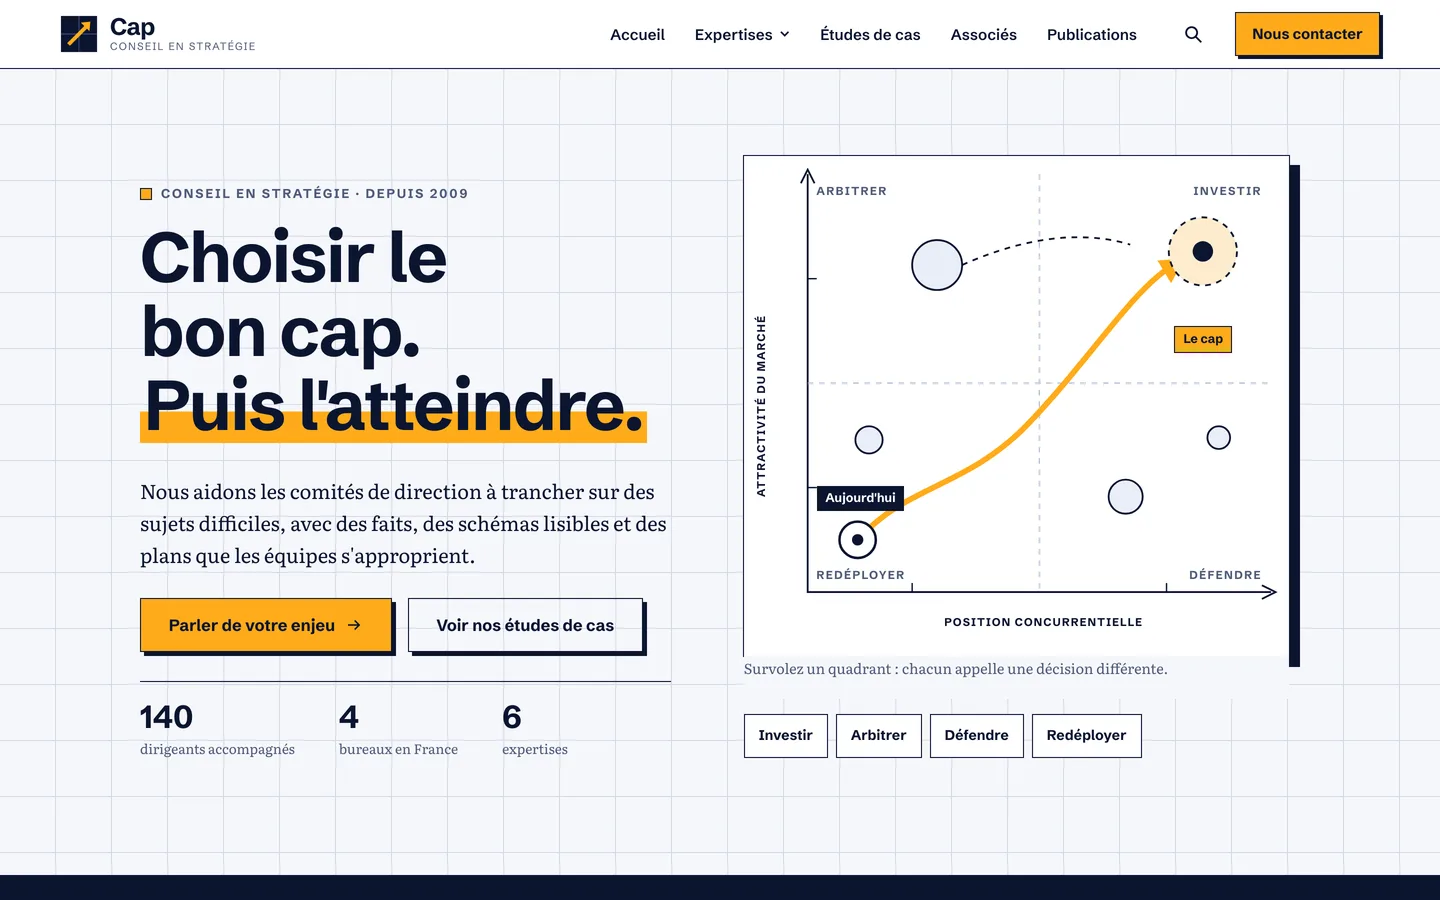 Cap
CONSEIL EN STRATÉGIE
Accueil
Expertises
Études de cas
Associés
Publications
Nous contacter
CONSEIL EN STRATÉGIE · DEPUIS 2009
Choisir le
bon cap.
Puis l'atteindre.
Nous aidons les comités de direction à trancher sur des
sujets difficiles, avec des faits, des schémas lisibles et des
plans que les équipes s'approprient.
Parler de votre enjeu →
Voir nos études de cas
140
dirigeants accompagnés
4
bureaux en France
6
expertises
ARBITRER
INVESTIR
ATTRACTIVITÉ DU MARCHÉ
Le cap
Aujourd'hui
REDÉPLOYER
DÉFENDRE
POSITION CONCURRENTIELLE
Survolez un quadrant : chacun appelle une décision différente.
Investir
Arbitrer
Défendre
Redéployer